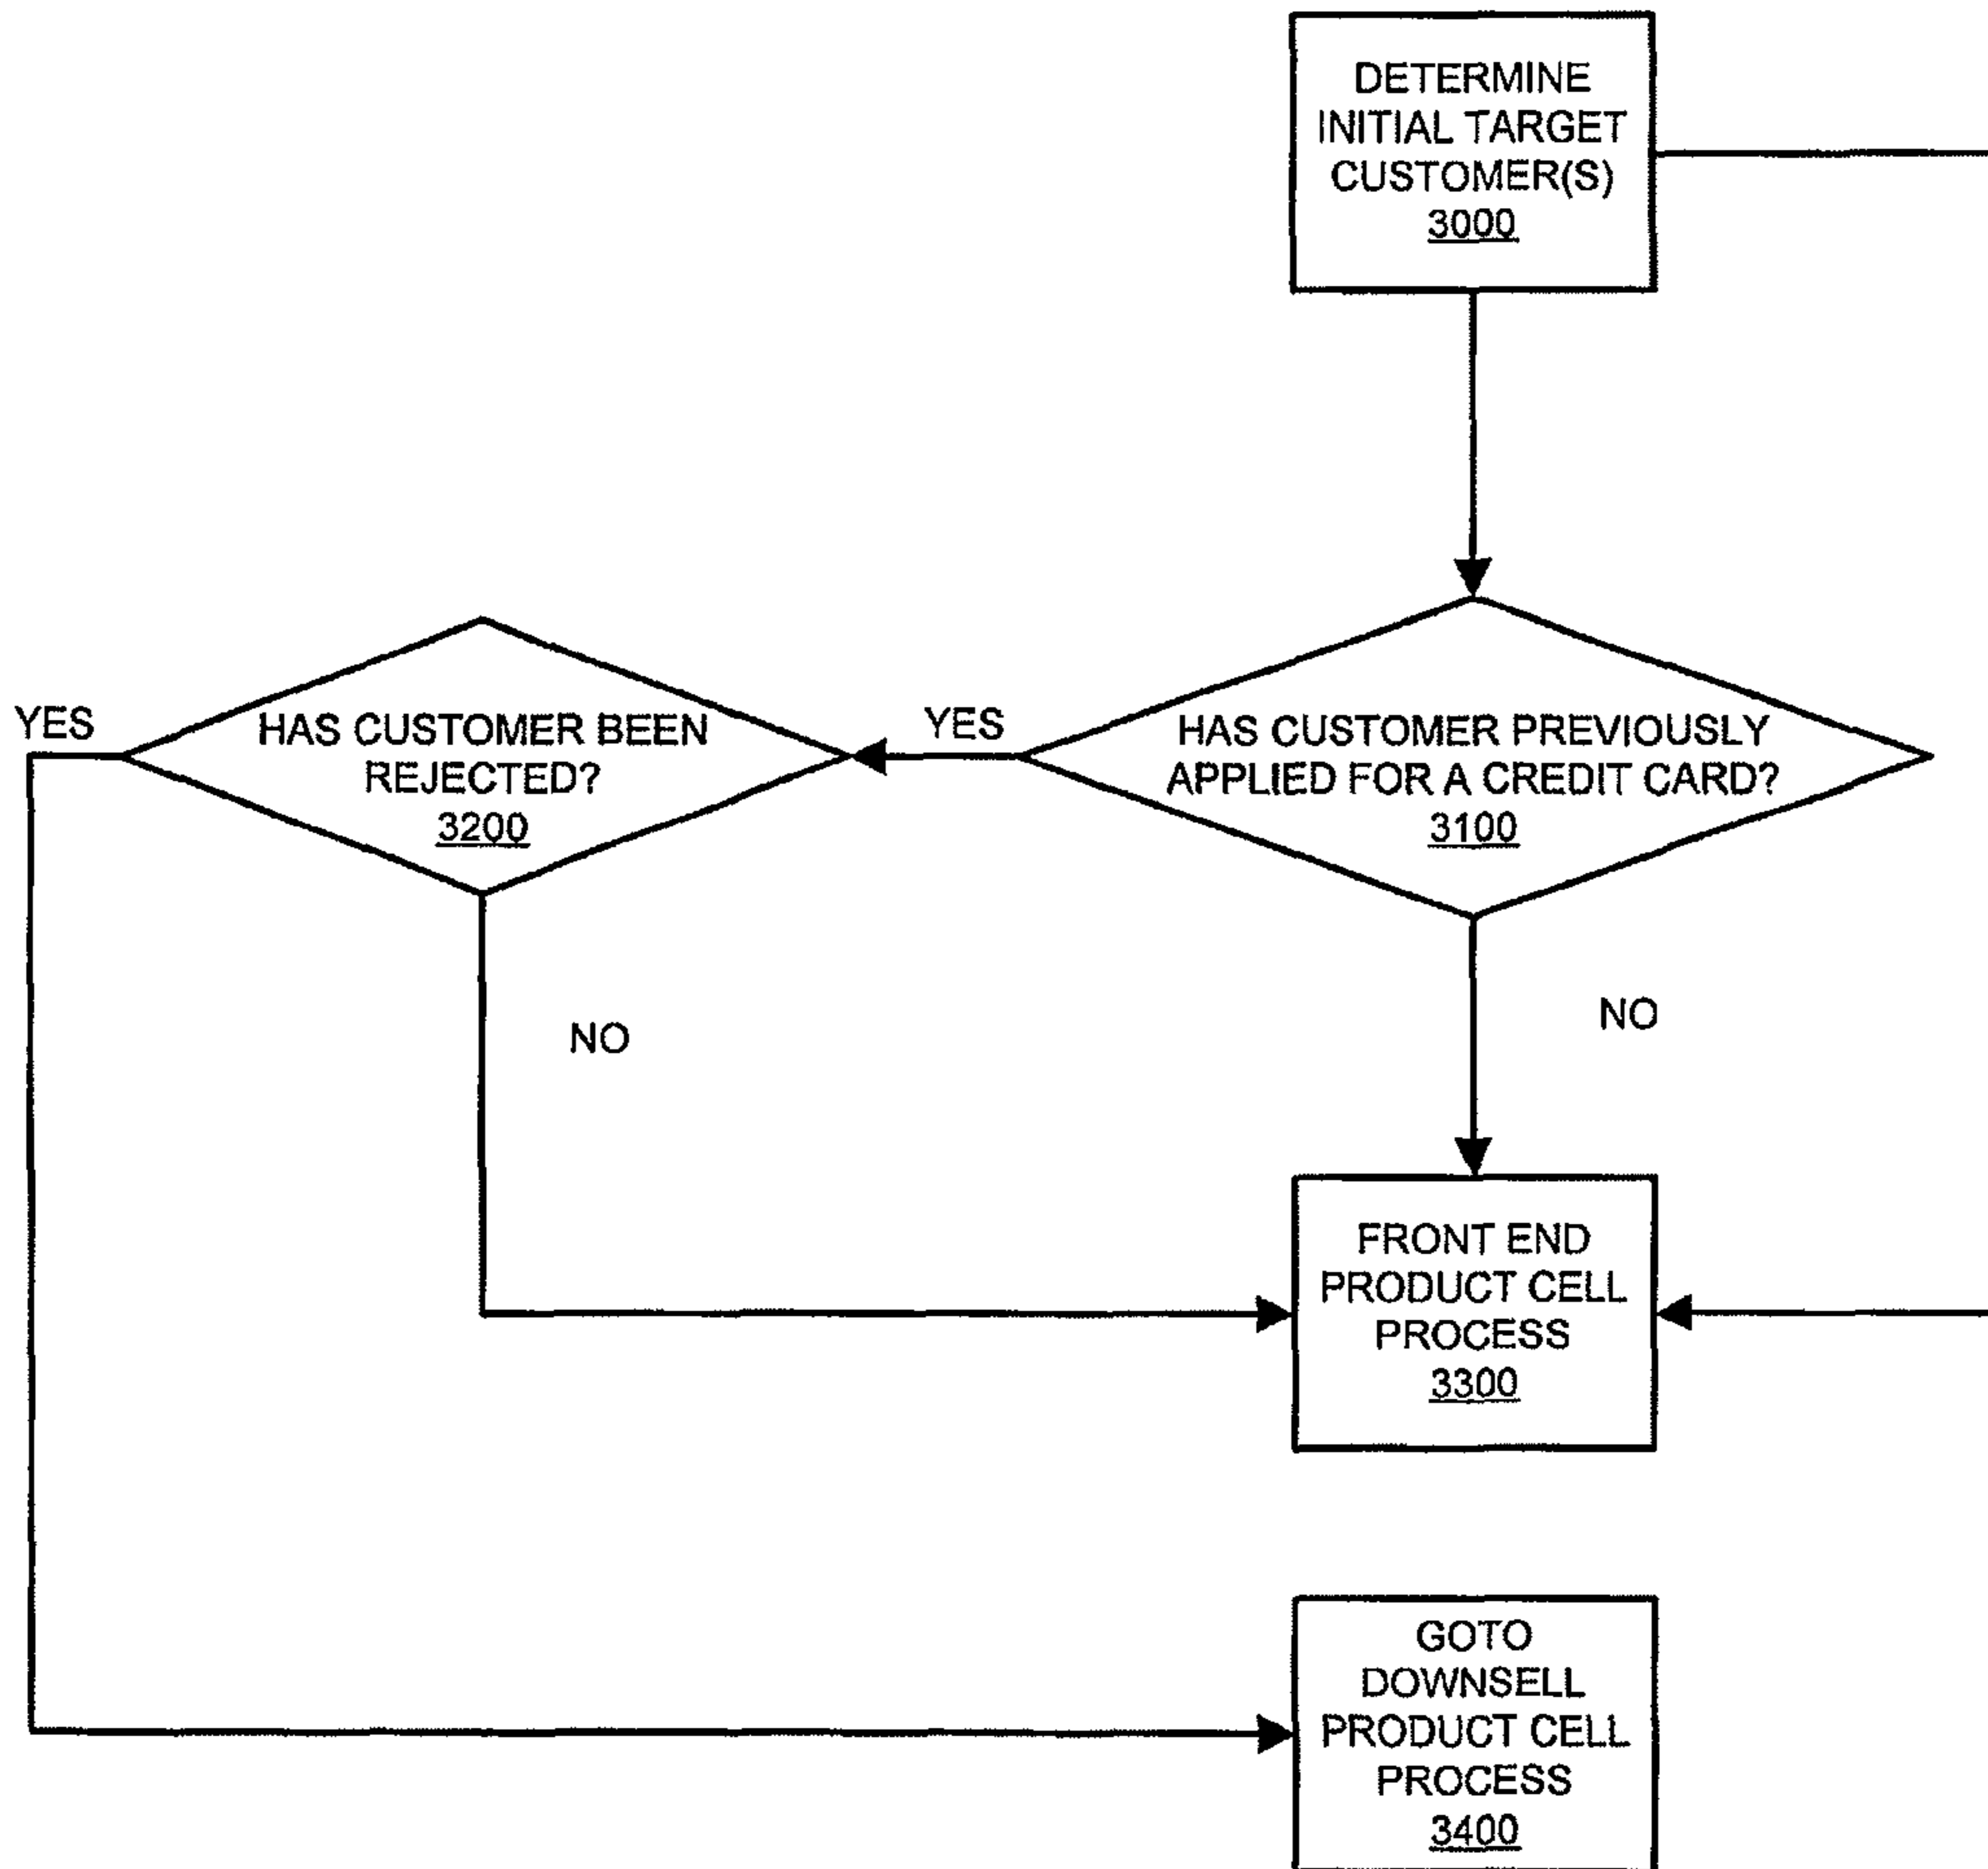 DETERMINE
INITIAL TARGET
CUSTOMER(S)
3000
YES
HAS CUSTOMER BEEN
REJECTED?
3200
YES
HAS CUSTOMER PREVIOUSLY
APPLIED FOR A CREDIT CARD?
3100
NO
NO
FRONT END
PRODUCT CELL
PROCESS
3300
GOTO
DOWNSELL
PRODUCT CELL
PROCESS
3400